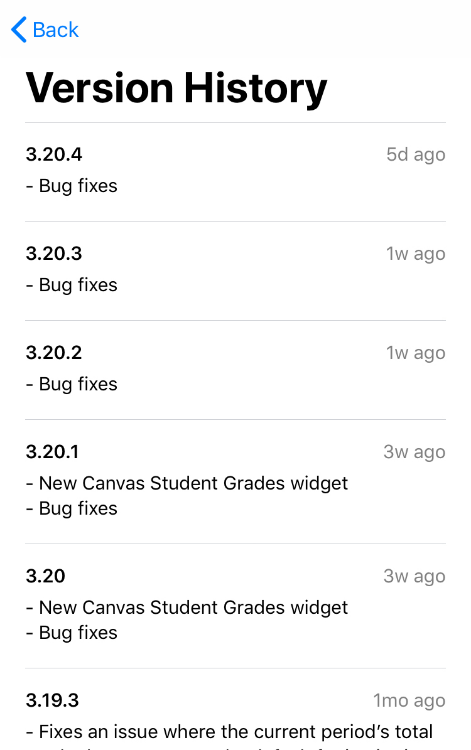 Back
Version History
3.20.4 5d ago
- Bug fixes
3.20.3 1w ago
- Bug fixes
3.20.2 1w ago
- Bug fixes
3.20.1 3w ago
- New Canvas Student Grades widget
- Bug fixes
3.20 3w ago
- New Canvas Student Grades widget
- Bug fixes
3.19.3 1mo ago
- Fixes an issue where the current period’s total